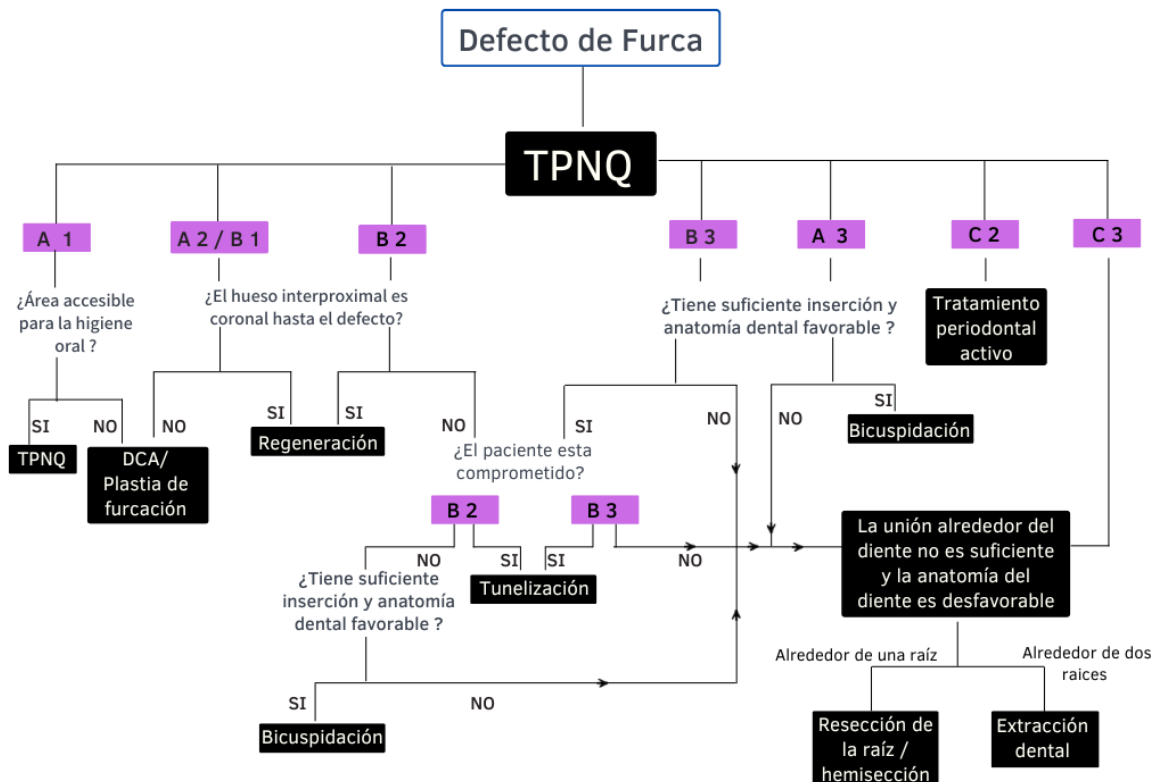 Defecto de Furca
TPNQ
A 1
A 2 / B 1
B 2
B 3
A 3
C 2
C 3
¿Área accesible
para la higiene
oral ?
¿El hueso interproximal es
coronal hasta el defecto?
¿Tiene suficiente inserción y
anatomía dental favorable ?
Tratamiento
periodontal
activo
SI
NO
NO
SI
SI
NO
SI
NO
NO
SI
TPNQ
DCA/
Plastia de
furcación
Regeneración
¿El paciente esta
comprometido?
Bicuspidación
B 2
B 3
NO
SI
SI
NO
Tunelización
¿Tiene suficiente
inserción y anatomía
dental favorable ?
La unión alrededor del
diente no es suficiente
y la anatomía del
diente es desfavorable
Alrededor de una raíz
Alrededor de dos
raices
SI
NO
Bicuspidación
Resección de
la raíz /
hemisección
Extracción
dental